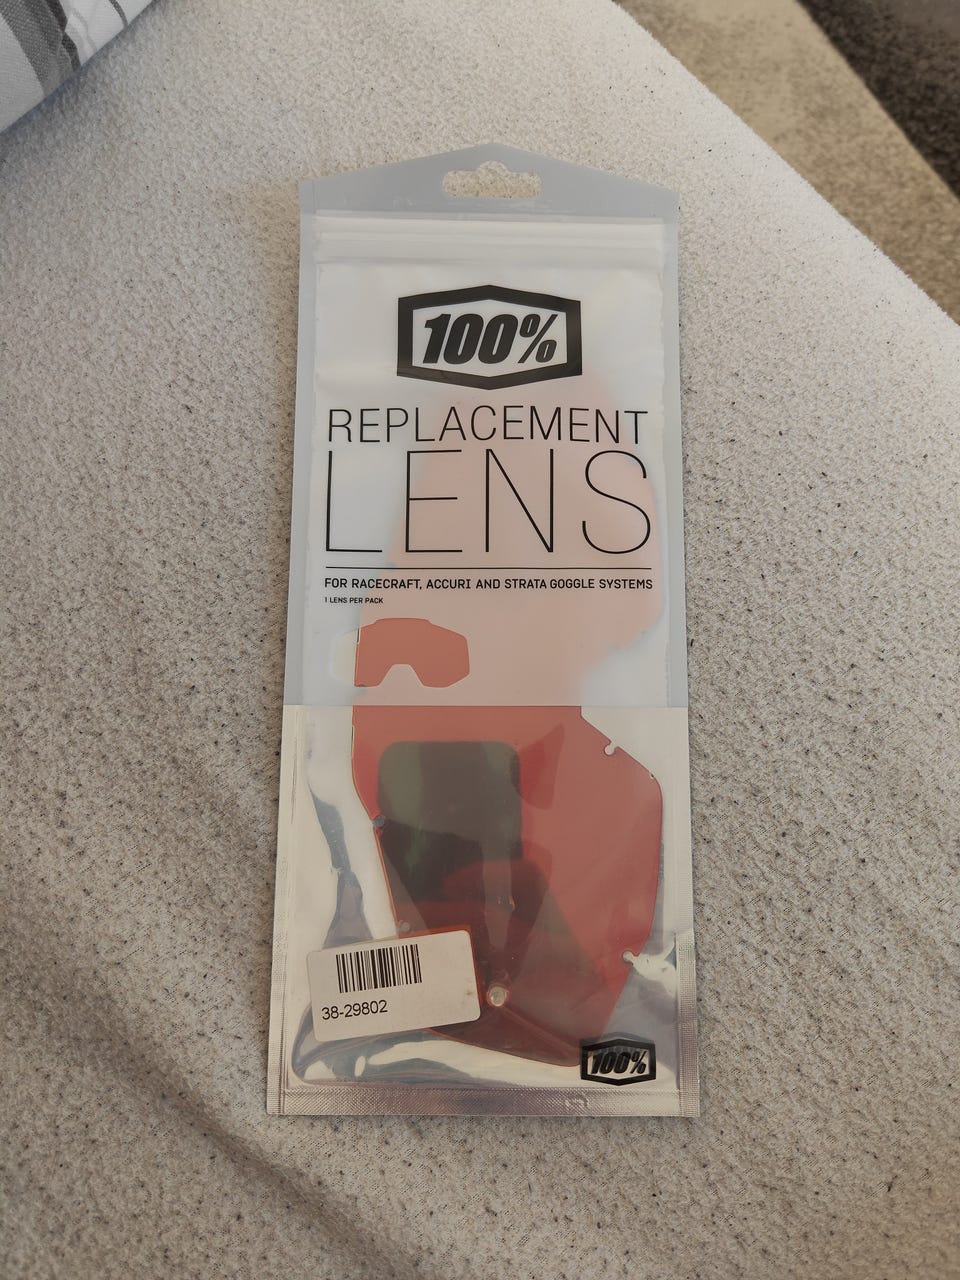 100%
REPLACEMENT
LENS
FOR RACECRAFT, ACCURI AND STRATA GOGGLE SYSTEMS
1 LENS PER PACK
38-29802
100%